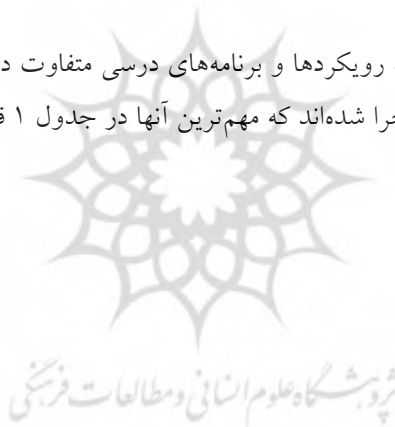 رویکردها و برنامه‌های درسی متفاوت
شده‌اند که مهم‌ترین آنها در جدول ۱
پژوهشگاه علوم انسانی و مطالعات فرهنگی